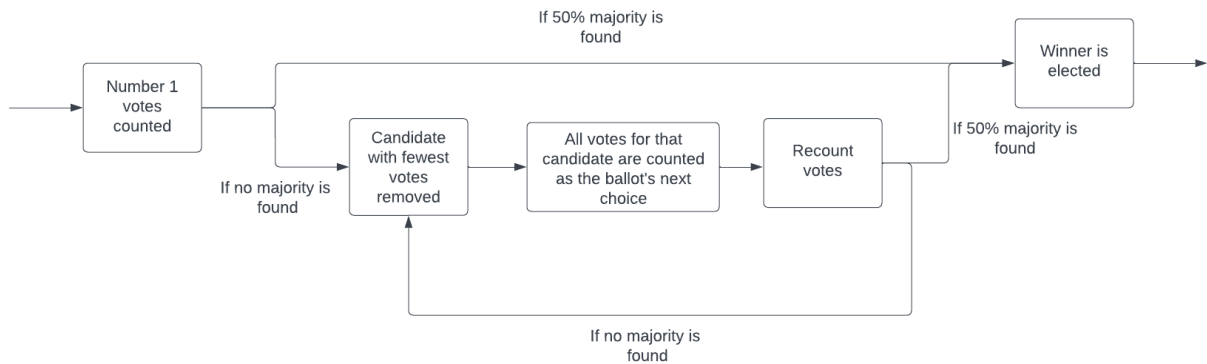 If 50% majority is
found
Number 1
votes
counted
Winner is
elected
If no majority is
found
Candidate
with fewest
votes
removed
All votes for that
candidate are counted
as the ballot's next
choice
Recount
votes
If 50% majority is
found
If no majority is
found